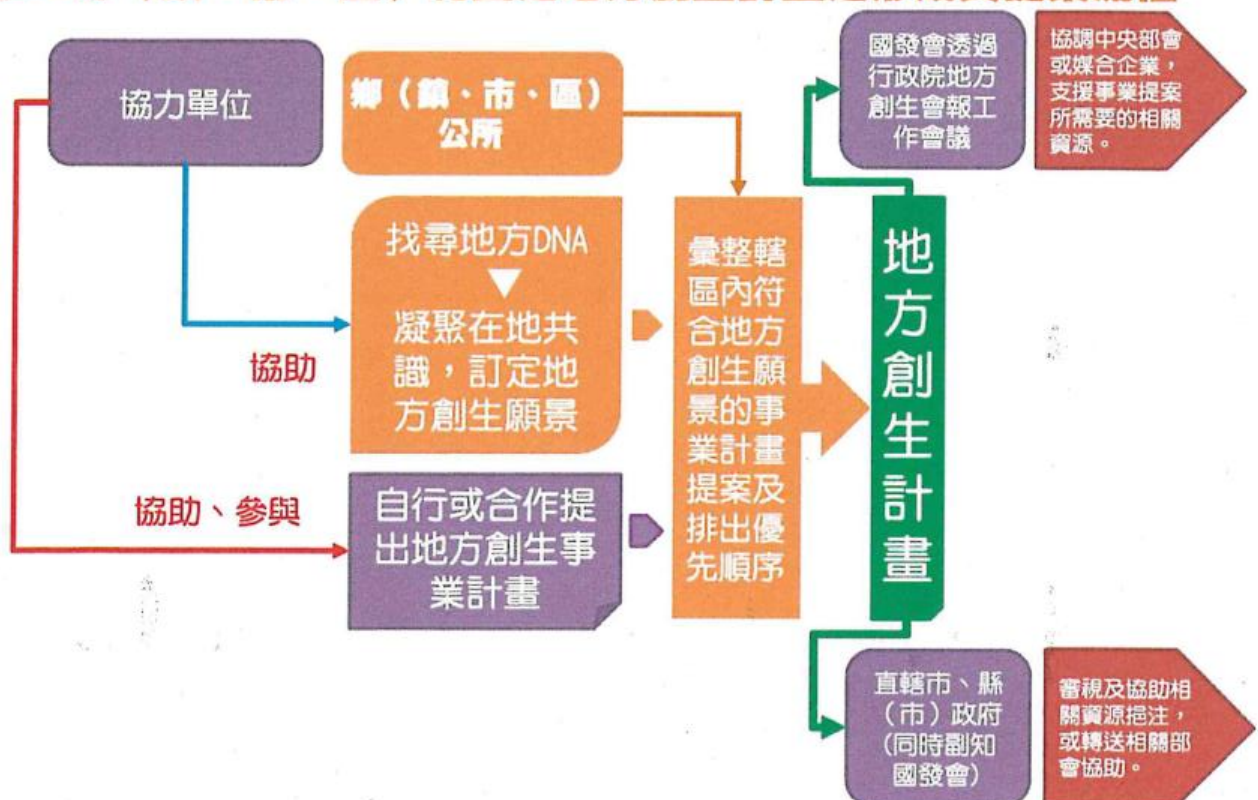 協力單位
鄉（鎮、市、區）
公所
國發會透過
行政院地方
創生會報工
作會議
協調中央部會
或媒合企業，
支援事業提案
所需要的相關
資源。
找尋地方DNA
凝聚在地共
識，訂定地
方創生願景
協助
彙整轄
區內符
合地方
創生願
景的事
業計畫
提案及
排出優
先順序
地方創生計畫
協助、參與
自行或合作提
出地方創生事
業計畫
直轄市、縣
（市）政府
(同時副知
國發會)
審視及協助相
關資源挹注，
或轉送相關部
會協助。